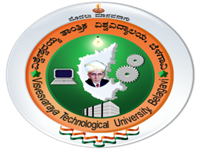 ವಿಶ್ವೇಶ್ವರಯ್ಯ ತಾಂತ್ರಿಕ ವಿಶ್ವವಿದ್ಯಾಲಯ, ಬೆಳಗಾವಿ
Visvesvaraya Technological University, Belagavi